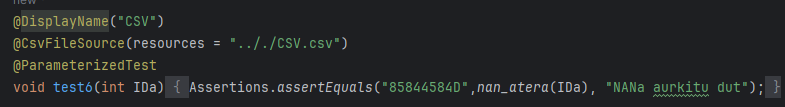 new
@DisplayName("CSV")
@CsvFileSource(resources = ".././CSV.csv")
@ParameterizedTest
void test6(int IDa) { Assertions.assertEquals("85844584D",nan_atera(IDa), "NANa aurkitu dut"); }